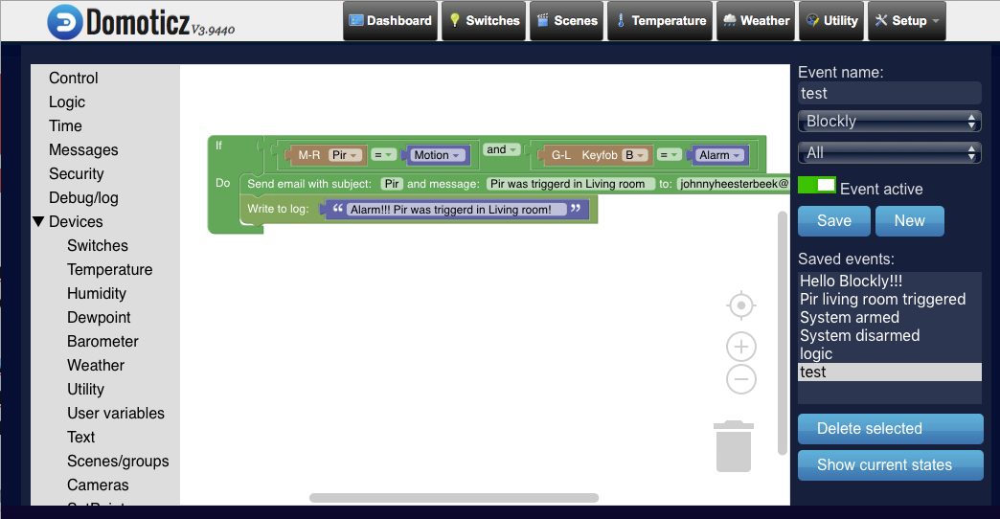 Domoticz V3.9440
Dashboard Switches Scenes Temperature Weather Utility Setup
Control
Logic
Time
Messages
Security
Debug/log
Devices
Switches
Temperature
Humidity
Dewpoint
Barometer
Weather
Utility
User variables
Text
Scenes/groups
Cameras
If M-R Pir = Motion and G-L Keyfob B = Alarm
Do Send email with subject: Pir and message: Pir was triggerd in Living room to: johnnyheesterbeek@
Write to log: “ Alarm!!! Pir was triggerd in Living room! ”
Event name:
test
Blockly
All
Event active
Save New
Saved events:
Hello Blockly!!!
Pir living room triggered
System armed
System disarmed
logic
test
Delete selected
Show current states